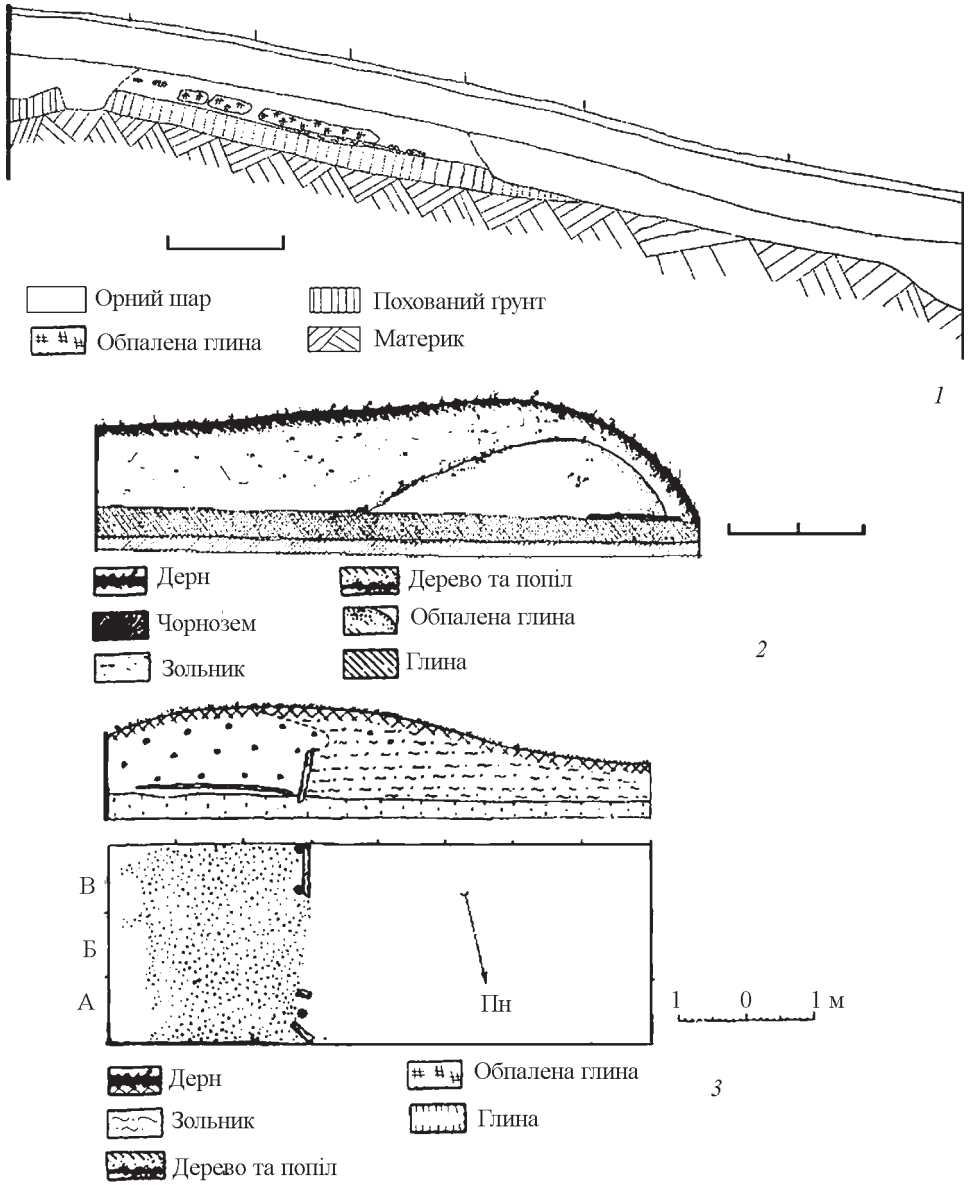 Орний шар
Похований ґрунт
Обпалена глина
Материк
1
Дерн
Дерево та попіл
Чорнозем
Обпалена глина
Зольник
Глина
2
В
Б
А
Пн
1 0 1 м
Дерн
Обпалена глина
Зольник
Глина
Дерево та попіл
3